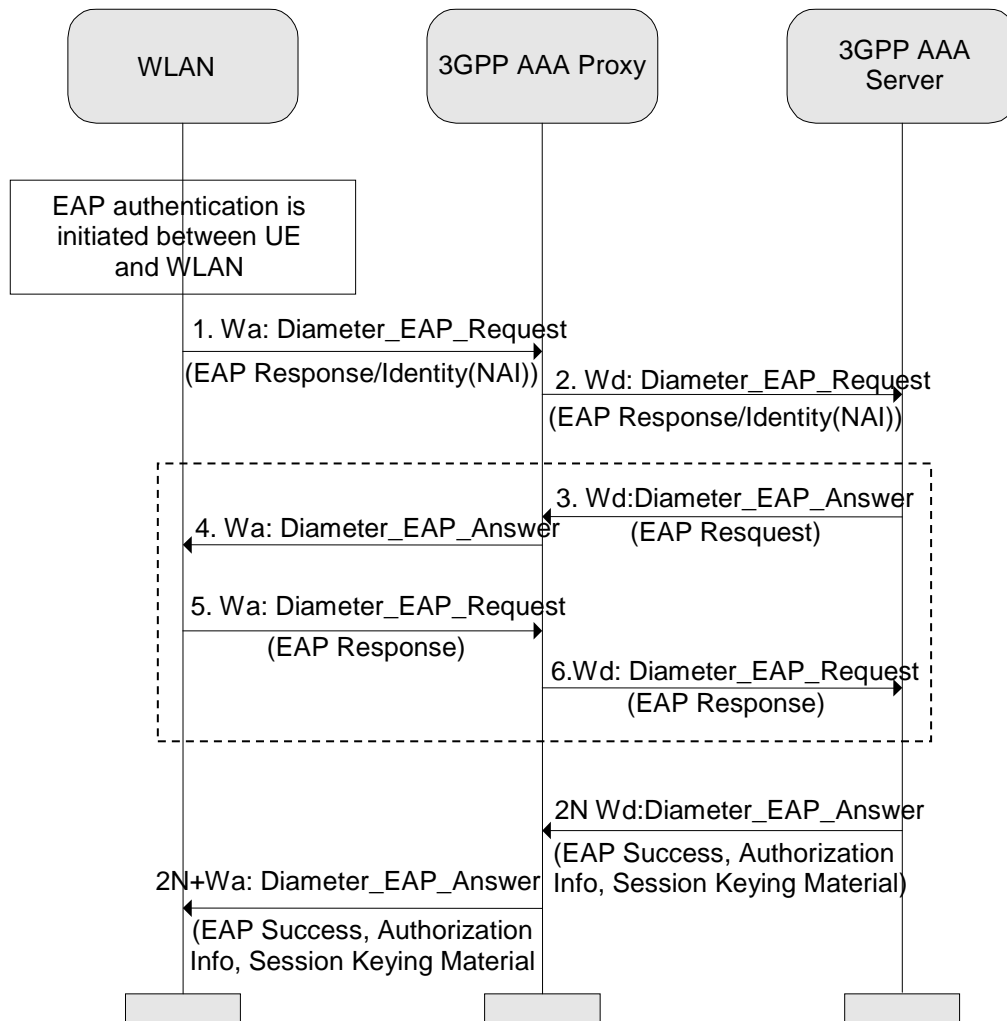 WLAN
3GPP AAA Proxy
3GPP AAA
Server
EAP authentication is
initiated between UE
and WLAN
1. Wa: Diameter_EAP_Request
(EAP Response/Identity(NAI))
2. Wd: Diameter_EAP_Request
(EAP Response/Identity(NAI))
3. Wd:Diameter_EAP_Answer
(EAP Resquest)
4. Wa: Diameter_EAP_Answer
5. Wa: Diameter_EAP_Request
(EAP Response)
6.Wd: Diameter_EAP_Request
(EAP Response)
2N Wd:Diameter_EAP_Answer
(EAP Success, Authorization
Info, Session Keying Material)
2N+Wa: Diameter_EAP_Answer
(EAP Success, Authorization
Info, Session Keying Material